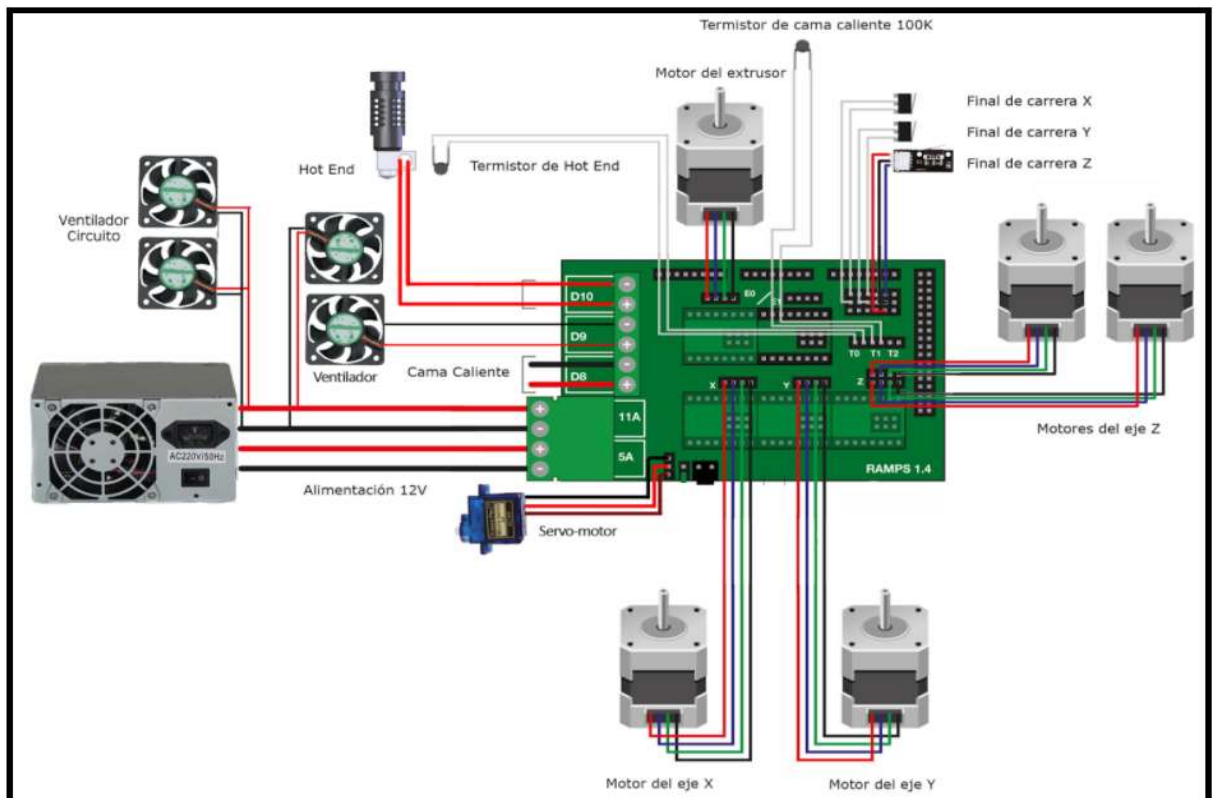 Termistor de cama caliente 100K
Motor del extrusor
Final de carrera X
Final de carrera Y
Final de carrera Z
Hot End
Termistor de Hot End
Ventilador
Circuito
D10
E0
E1
D9
Ventilador
Cama Caliente
D8
T0 T1 T2
X
Y
Z
11A
5A
AC220V/50Hz
Alimentación 12V
RAMPS 1.4
Motores del eje Z
Servo-motor
Motor del eje X
Motor del eje Y